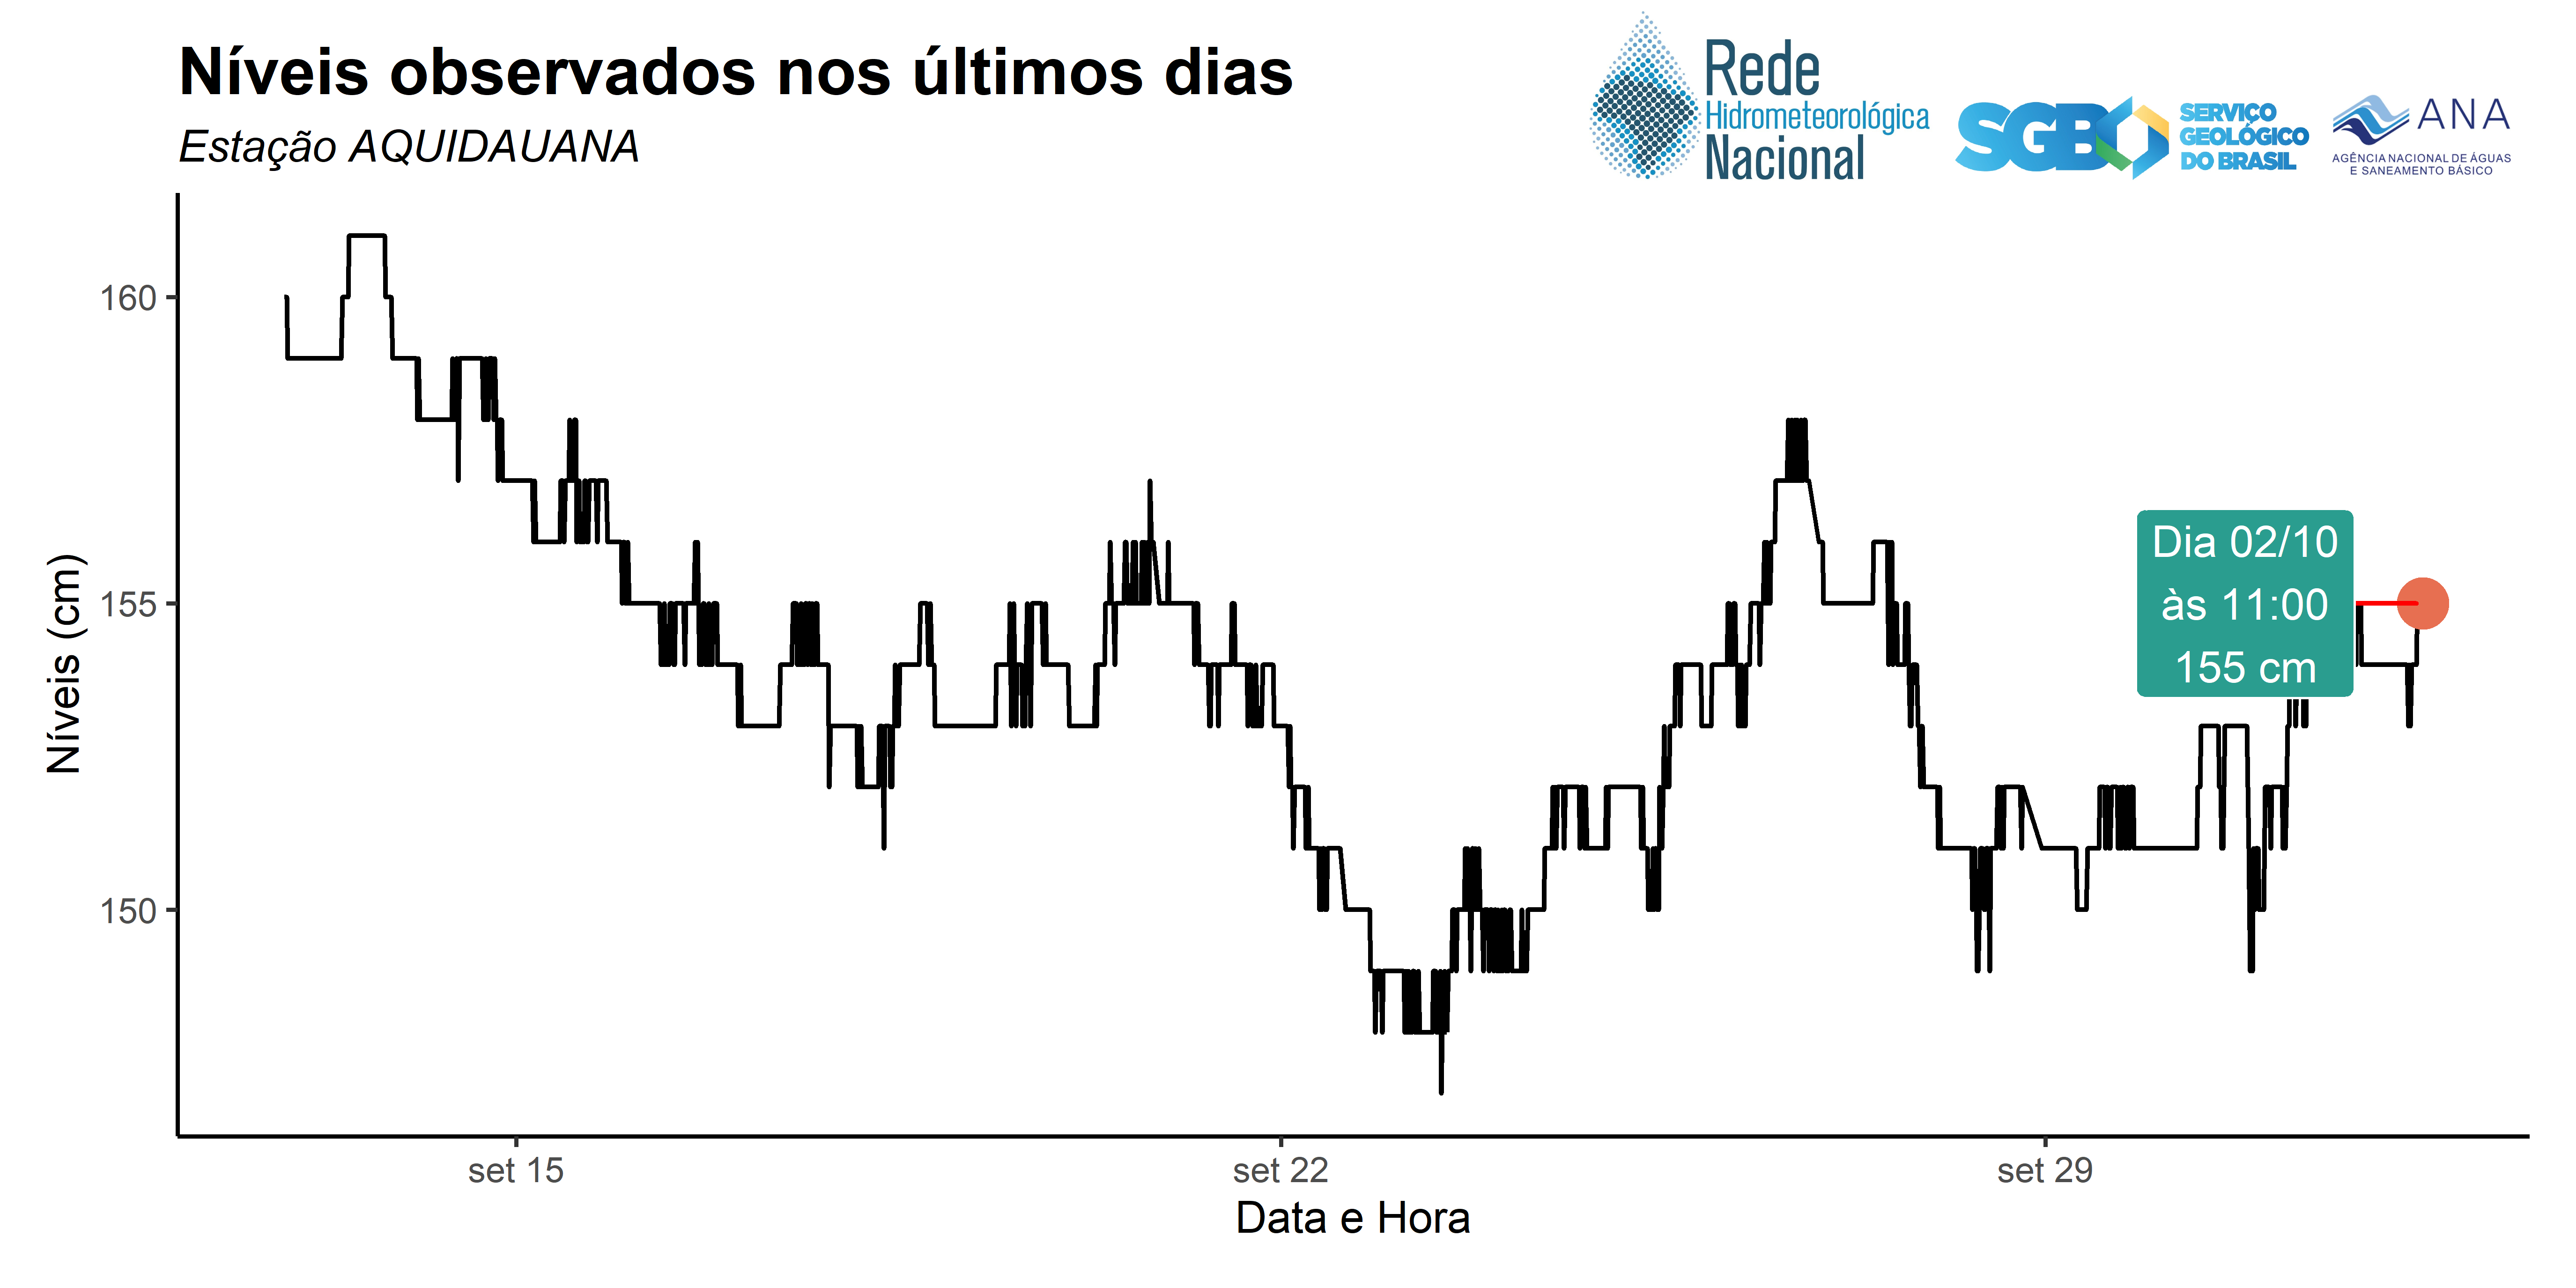 Níveis observados nos últimos dias
Estação AQUIDAUANA
Rede
Hidrometeorológica
Nacional
SGB
SERVIÇO
GEOLÓGICO
DO BRASIL
ANA
AGÊNCIA NACIONAL DE ÁGUAS
E SANEAMENTO BÁSICO
Níveis (cm)
160
155
150
Dia 02/10
às 11:00
155 cm
set 15
set 22
set 29
Data e Hora